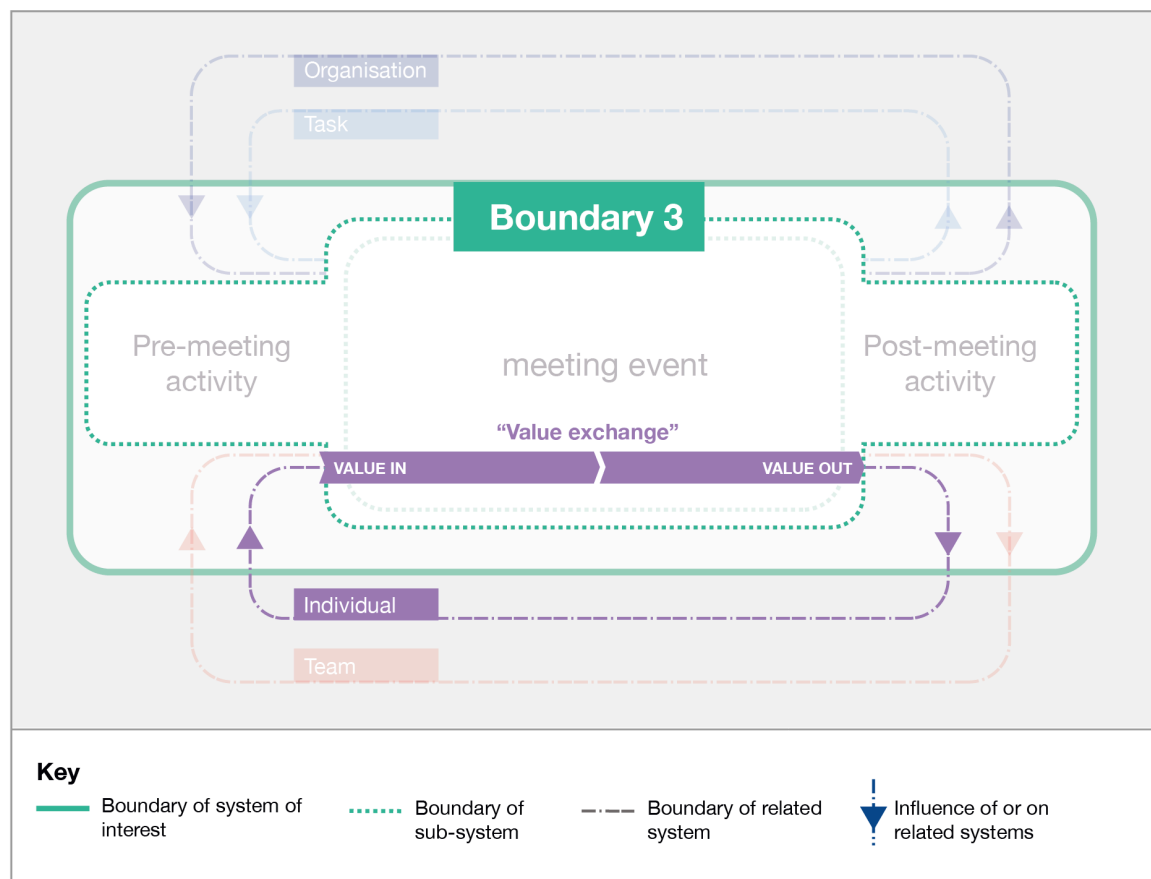 Organisation
Task
Boundary 3
Pre-meeting
activity
meeting event
Post-meeting
activity
“Value exchange”
VALUE IN
VALUE OUT
Individual
Team
Key
Boundary of system of
interest
Boundary of
sub-system
Boundary of related
system
Influence of or on
related systems